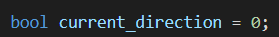 bool current_direction = 0;